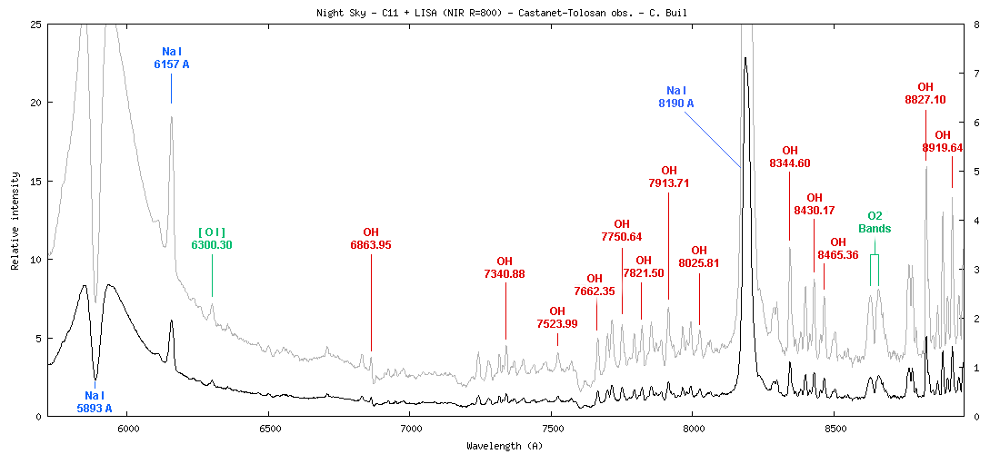 Night Sky - C11 + LISA (NIR R=800) - Castanet-Tolosan obs. - C. Buil
Relative intensity
25
20
15
10
5
0
8
7
6
5
4
3
2
1
0
Na I
6157 A
[ O I ]
6300.30
Na I
5893 A
OH
6863.95
OH
7340.88
OH
7523.99
OH
7662.35
OH
7750.64
OH
7821.50
OH
7913.71
OH
8025.81
Na I
8190 A
OH
8344.60
OH
8430.17
OH
8465.36
O2
Bands
OH
8827.10
OH
8919.64
6000
6500
7000
7500
8000
8500
Wavelength (A)